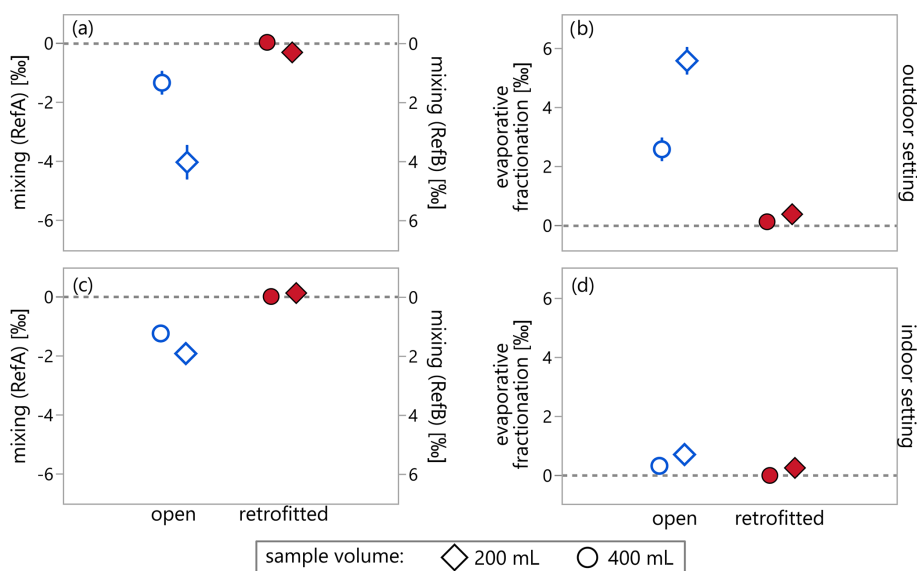 (a)
0
-2
-4
-6
mixing (RefA) [‰]
0
2
4
6
mixing (RefB) [‰]
(b)
6
4
2
0
evaporative
fractionation [‰]
outdoor setting
(c)
0
-2
-4
-6
mixing (RefA) [‰]
0
2
4
6
mixing (RefB) [‰]
open retrofitted
(d)
6
4
2
0
evaporative
fractionation [‰]
indoor setting
open retrofitted
sample volume: 200 mL 400 mL